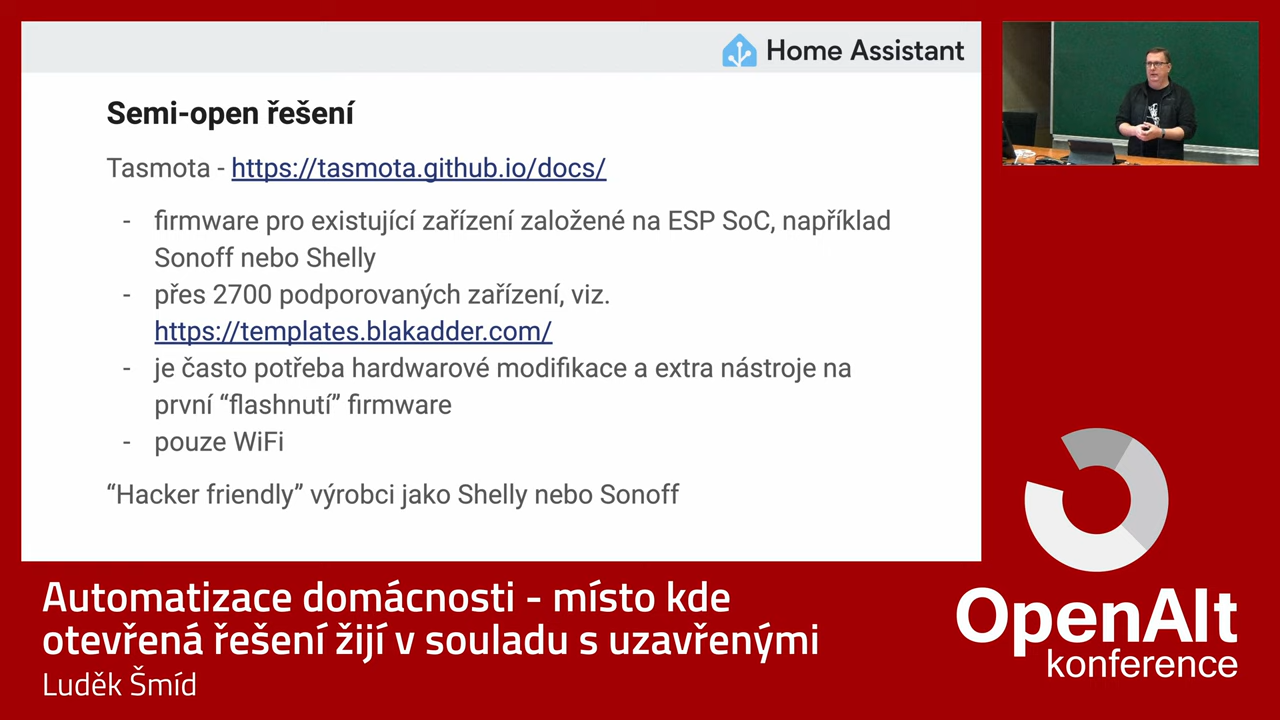 Home Assistant
Semi-open řešení
Tasmota - https://tasmota.github.io/docs/
- firmware pro existující zařízení založené na ESP SoC, například
Sonoff nebo Shelly
- přes 2700 podporovaných zařízení, viz.
https://templates.blakadder.com/
- je často potřeba hardwarové modifikace a extra nástroje na
první “flashnutí” firmware
- pouze WiFi
“Hacker friendly” výrobci jako Shelly nebo Sonoff
Automatizace domácnosti - místo kde
otevřená řešení žijí v souladu s uzavřenými
Luděk Šmíd
OpenAlt
konference